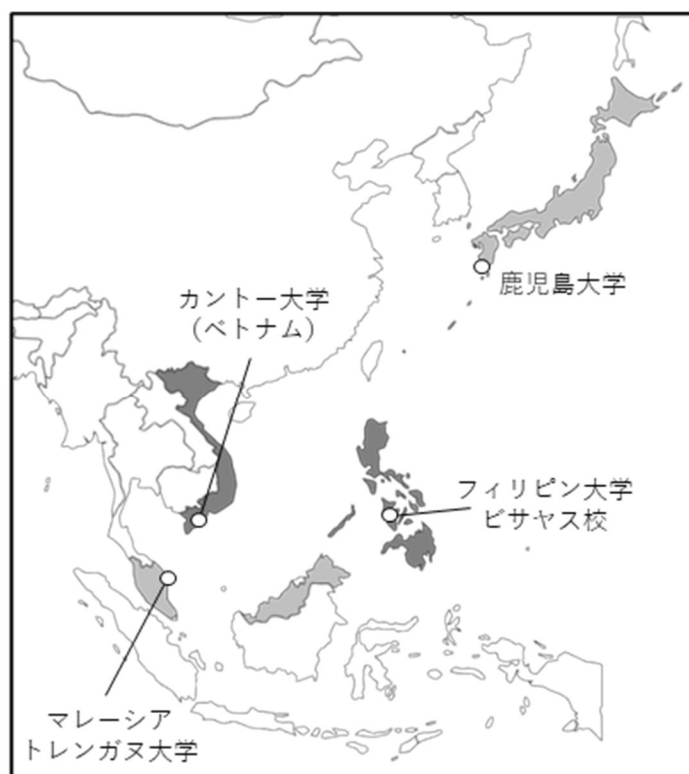 鹿児島大学
カントー大学
(ベトナム)
フィリピン大学
ビサヤス校
マレーシア
トレンガヌ大学